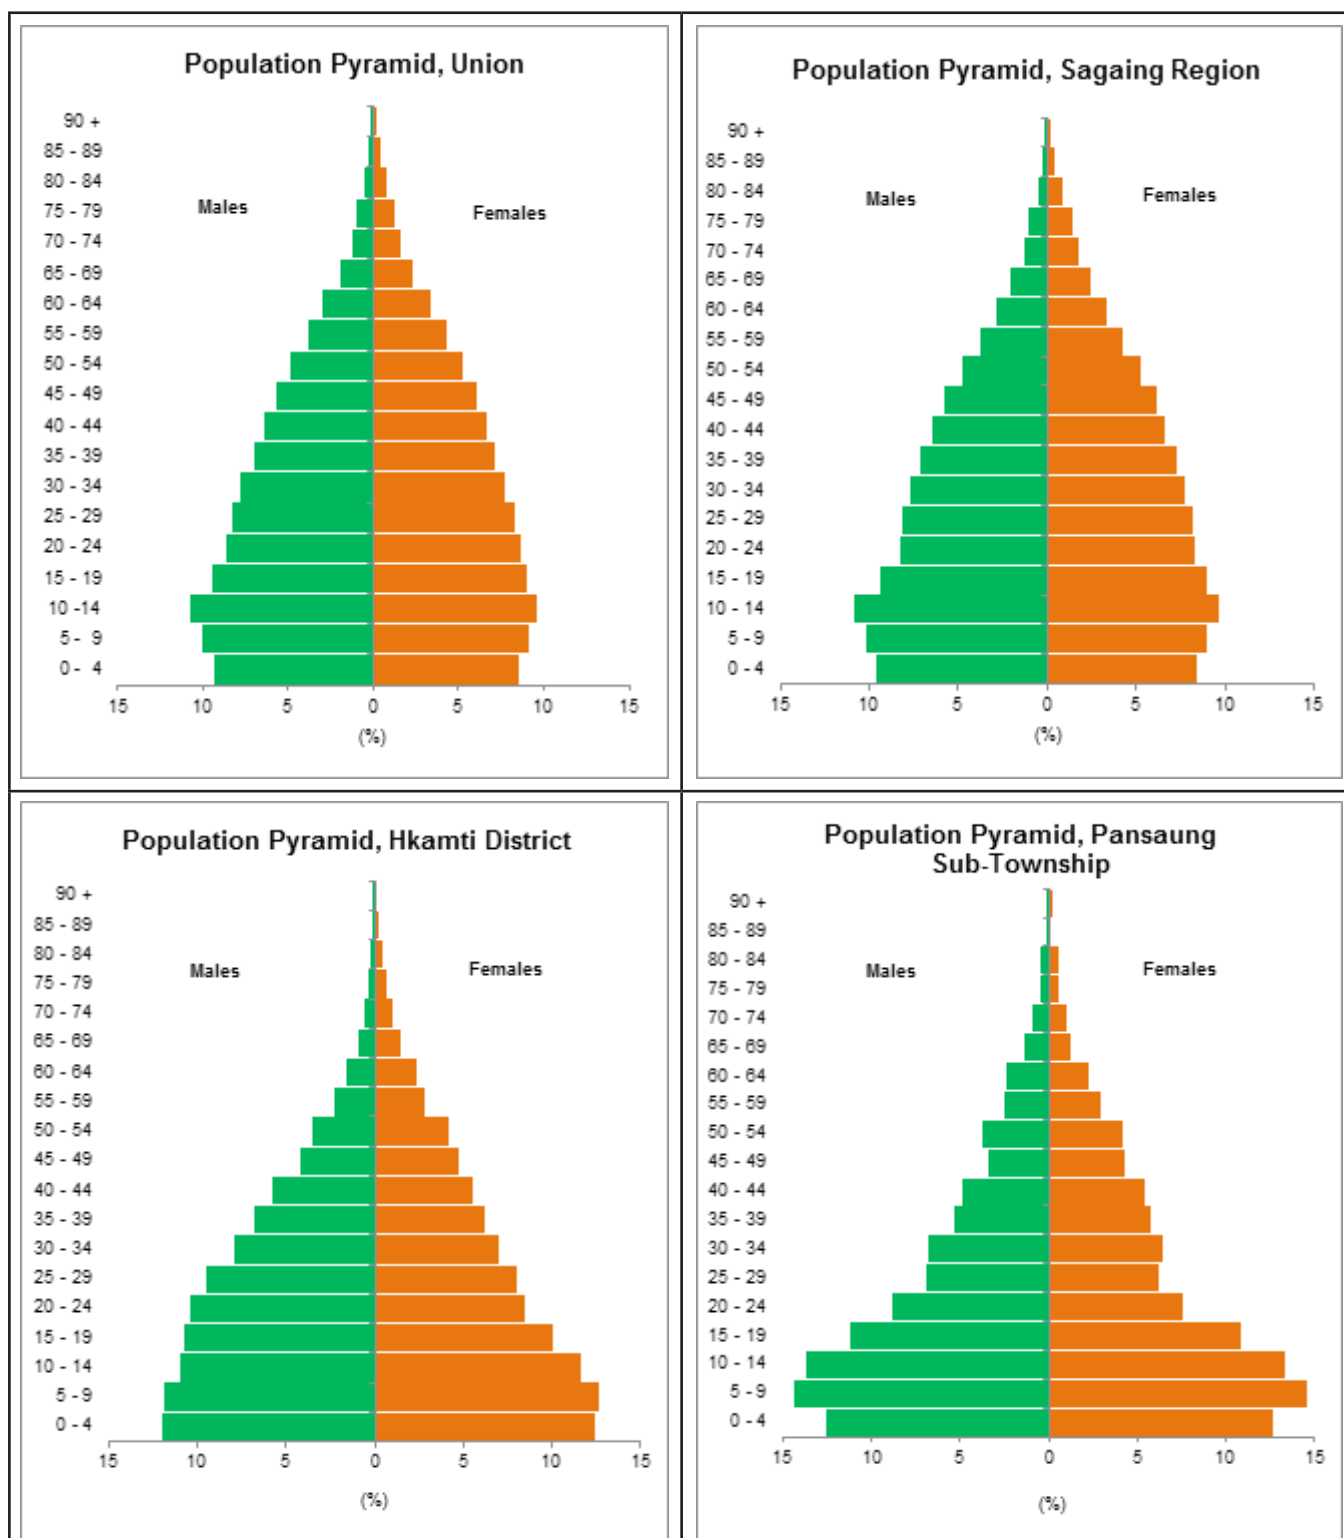 Population Pyramid, Union
90 +
85 - 89
80 - 84
75 - 79
70 - 74
65 - 69
60 - 64
55 - 59
50 - 54
45 - 49
40 - 44
35 - 39
30 - 34
25 - 29
20 - 24
15 - 19
10 -14
5 - 9
0 - 4
Males
Females
15 10 5 0 5 10 15
(%)
Population Pyramid, Sagaing Region
90 +
85 - 89
80 - 84
75 - 79
70 - 74
65 - 69
60 - 64
55 - 59
50 - 54
45 - 49
40 - 44
35 - 39
30 - 34
25 - 29
20 - 24
15 - 19
10 - 14
5 - 9
0 - 4
Males
Females
15 10 5 0 5 10 15
(%)
Population Pyramid, Hkamti District
90 +
85 - 89
80 - 84
75 - 79
70 - 74
65 - 69
60 - 64
55 - 59
50 - 54
45 - 49
40 - 44
35 - 39
30 - 34
25 - 29
20 - 24
15 - 19
10 - 14
5 - 9
0 - 4
Males
Females
15 10 5 0 5 10 15
(%)
Population Pyramid, Pansaung
Sub-Township
90 +
85 - 89
80 - 84
75 - 79
70 - 74
65 - 69
60 - 64
55 - 59
50 - 54
45 - 49
40 - 44
35 - 39
30 - 34
25 - 29
20 - 24
15 - 19
10 - 14
5 - 9
0 - 4
Males
Females
15 10 5 0 5 10 15
(%)